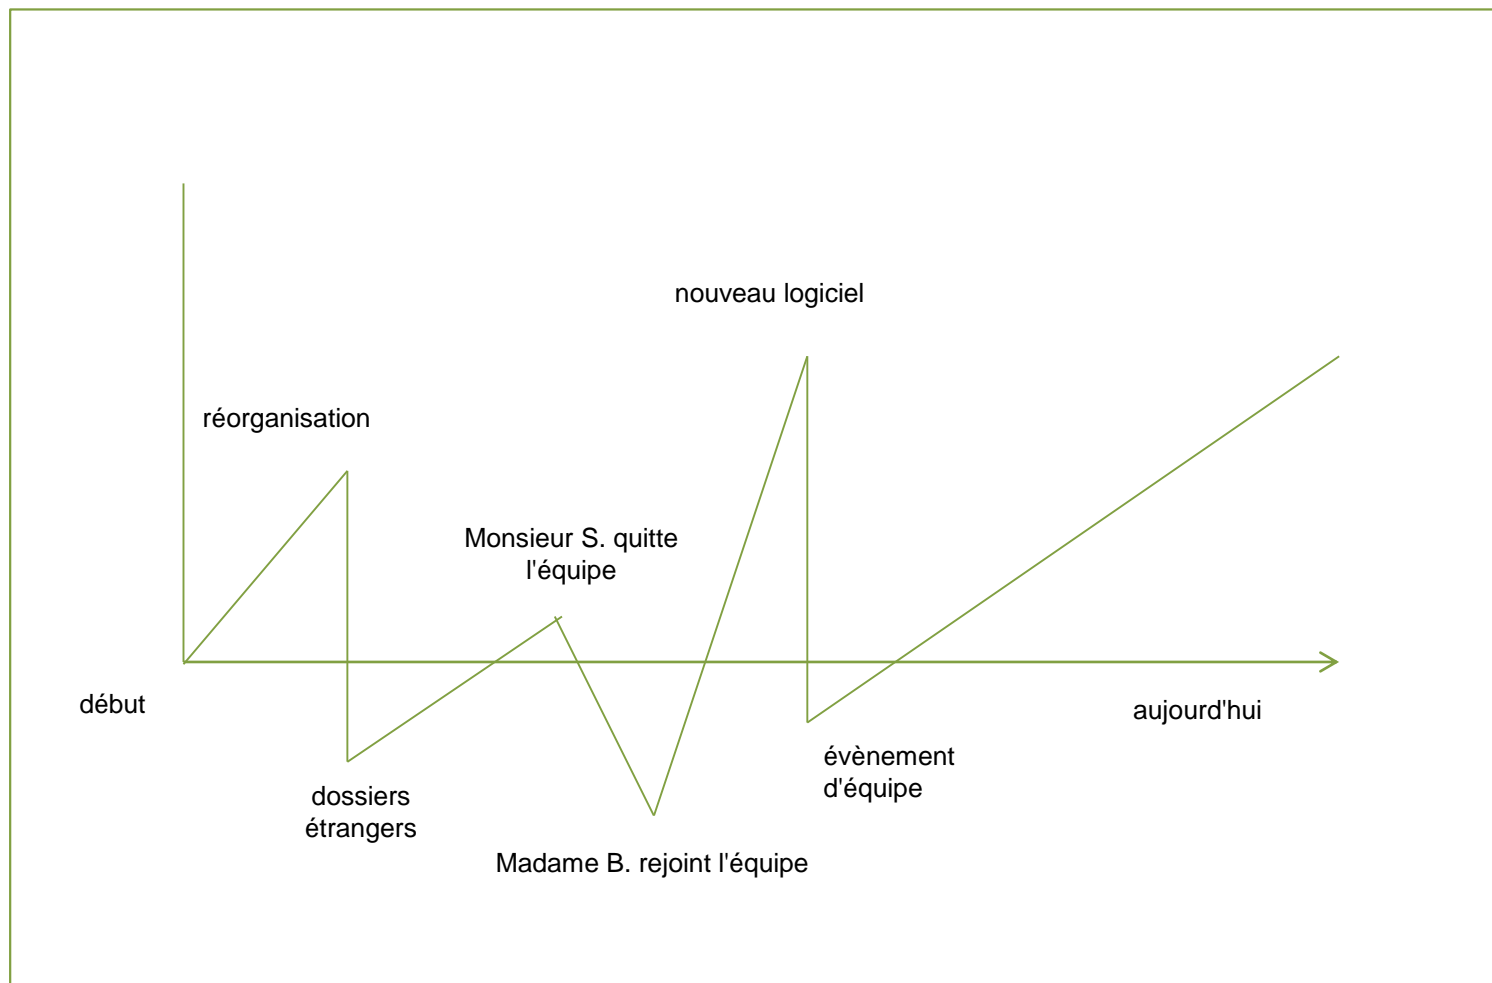 nouveau logiciel
réorganisation
Monsieur S. quitte
l'équipe
début
aujourd'hui
évènement
d'équipe
dossiers
étrangers
Madame B. rejoint l'équipe